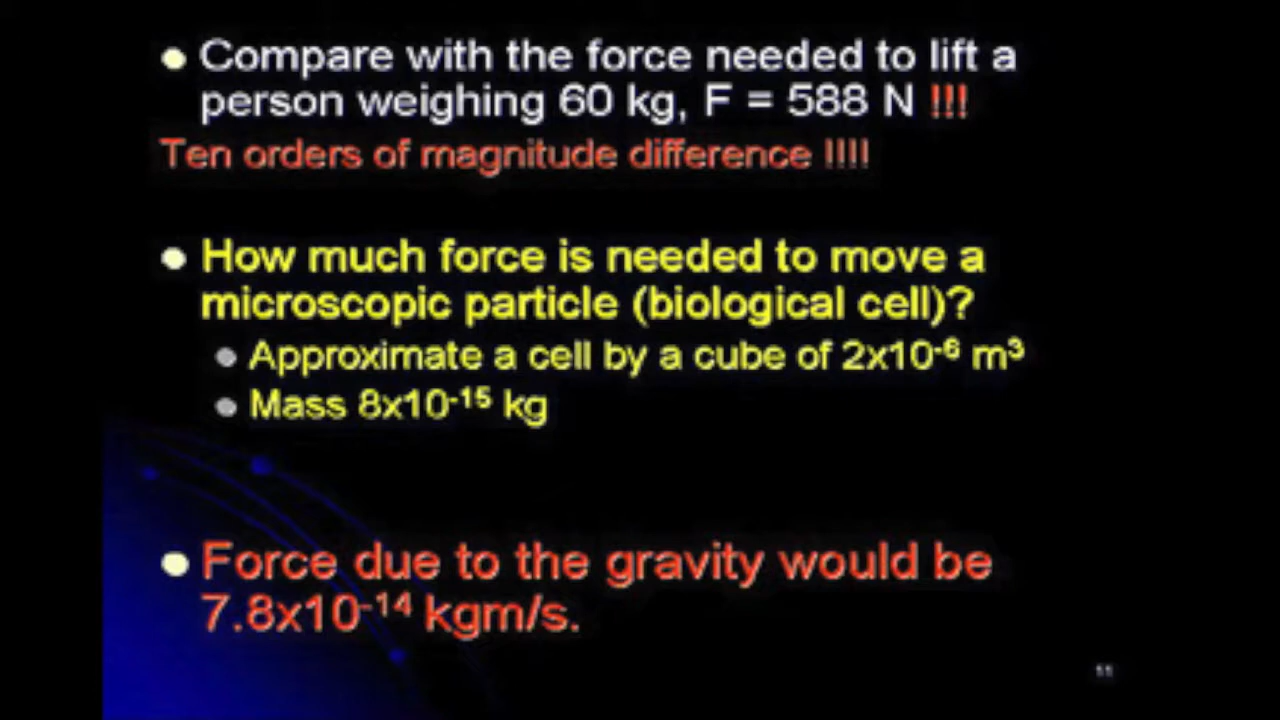 Compare with the force needed to lift a
person weighing 60 kg, F = 588 N !!!
Ten orders of magnitude difference !!!!
How much force is needed to move a
microscopic particle (biological cell)?
Approximate a cell by a cube of 2x10⁻⁶ m³
Mass 8x10⁻¹⁵ kg
Force due to the gravity would be
7.8x10⁻¹⁴ kgm/s.
11